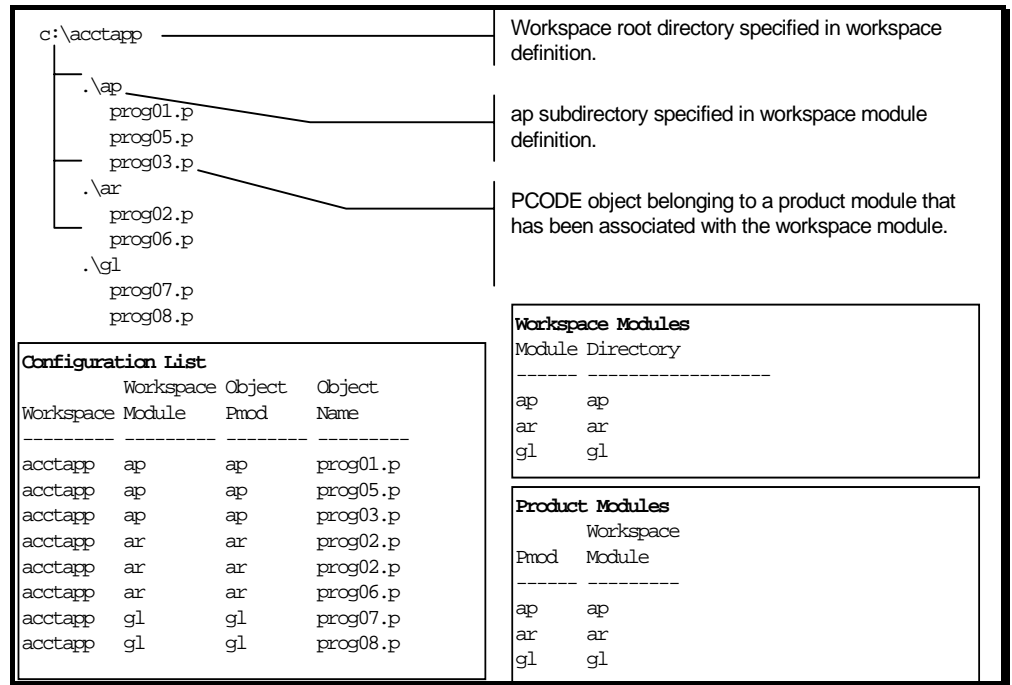 c:\acctapp
.\ap
prog01.p
prog05.p
prog03.p
.\ar
prog02.p
prog06.p
.\gl
prog07.p
prog08.p
Workspace root directory specified in workspace
definition.
ap subdirectory specified in workspace module
definition.
PCODE object belonging to a product module that
has been associated with the workspace module.
Configuration List
Workspace Object Object
Workspace Module Pmod Name
--------- --------- -------- ---------
acctapp ap ap prog01.p
acctapp ap ap prog05.p
acctapp ap ap prog03.p
acctapp ar ar prog02.p
acctapp ar ar prog02.p
acctapp ar ar prog06.p
acctapp gl gl prog07.p
acctapp gl gl prog08.p
Workspace Modules
Module Directory
------ ------------------
ap ap
ar ar
gl gl
Product Modules
Workspace
Pmod Module
------ ---------
ap ap
ar ar
gl gl